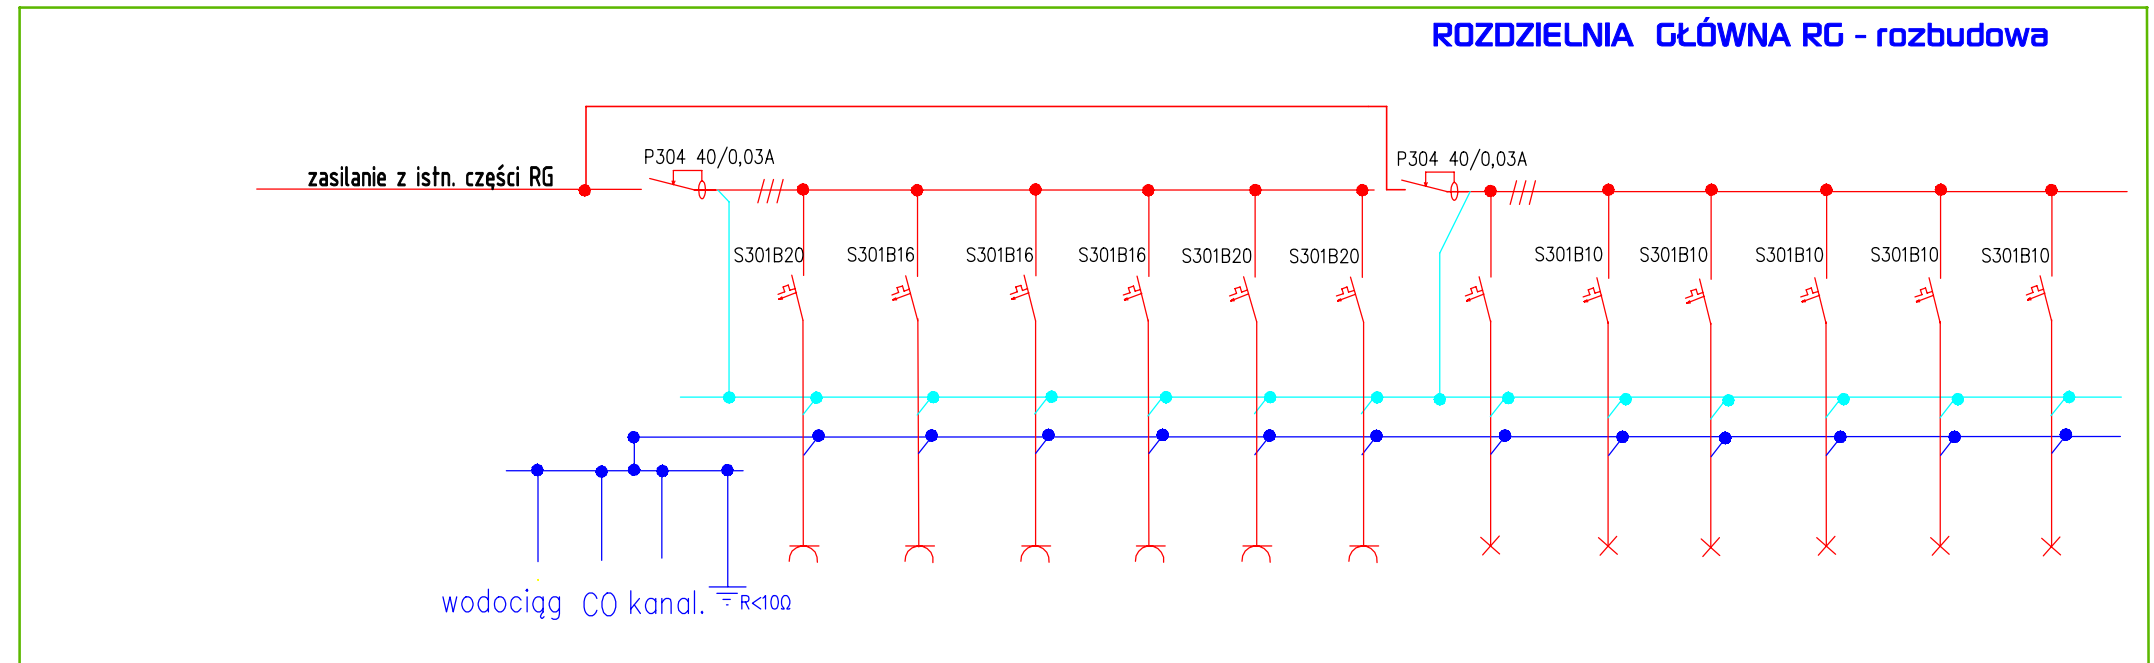 ROZDZIELNIA GŁÓWNA RG - rozbudowa
zasilanie z istn. części RG
P304 40/0,03A
P304 40/0,03A
S301B20
S301B16
S301B16
S301B16
S301B20
S301B20
S301B10
S301B10
S301B10
S301B10
S301B10
wodociąg
CO
kanal.
R<10Ω